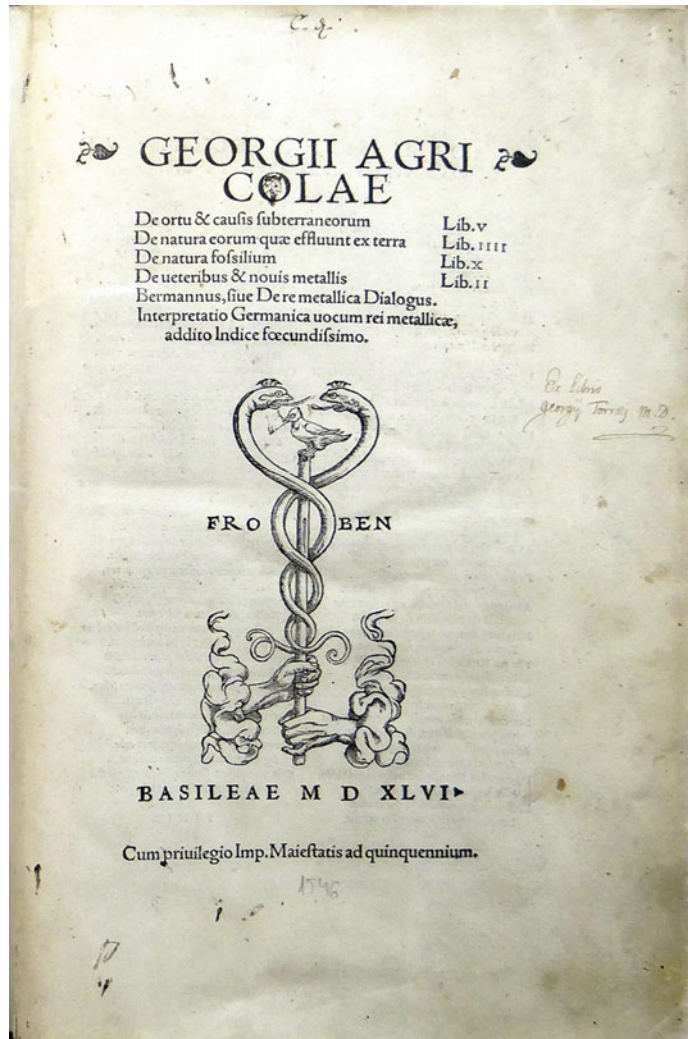 GEORGII AGRI
COLAE
De ortu & cauſis ſubterraneorum Lib.v
De natura eorum quæ effluunt ex terra Lib.IIII
De natura foſsilium Lib.x
De ueteribus & nouis metallis Lib.II
Bermannus, ſiue De re metallica Dialogus.
Interpretatio Germanica uocum rei metallicæ,
addito Indice fœcundiſsimo.
Ex Libris
FRO BEN
BASILEAE M D XLVI
Cum priuilegio Imp. Maieſtatis ad quinquennium.
1546